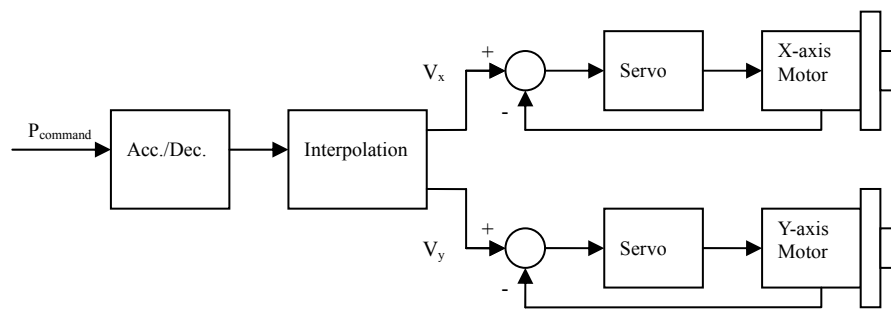 P_command
Acc./Dec.
Interpolation
V_x
+
-
Servo
X-axis
Motor
V_y
+
-
Servo
Y-axis
Motor